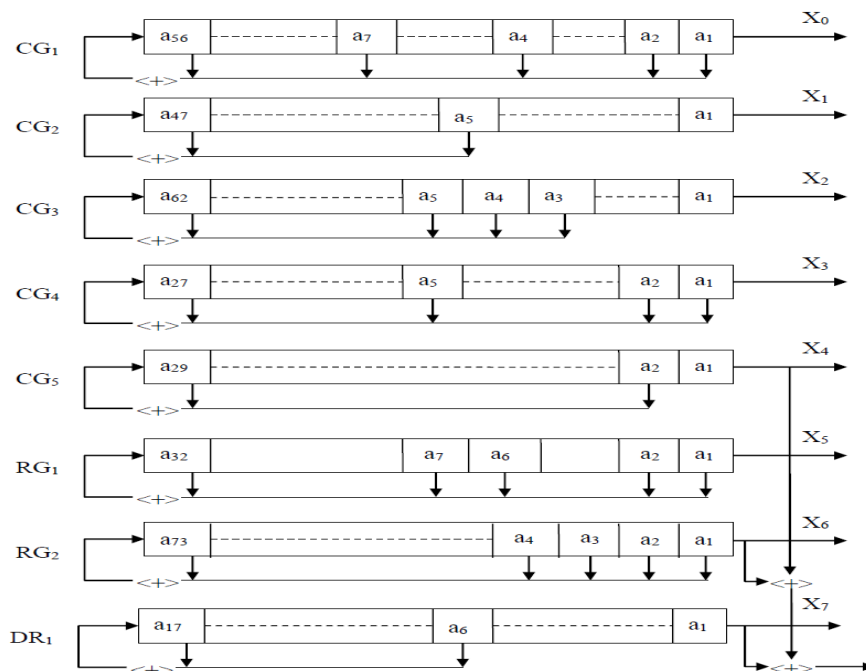 X₀
CG₁ a₅₆ a₇ a₄ a₂ a₁
<+>
X₁
CG₂ a₄₇ a₅ a₁
<+>
X₂
CG₃ a₆₂ a₅ a₄ a₃ a₁
<+>
X₃
CG₄ a₂₇ a₅ a₂ a₁
<+>
X₄
CG₅ a₂₉ a₂ a₁
<+>
X₅
RG₁ a₃₂ a₇ a₆ a₂ a₁
<+>
X₆
RG₂ a₇₃ a₄ a₃ a₂ a₁
<+> <+>
X₇
DR₁ a₁₇ a₆ a₁
<+> <+>